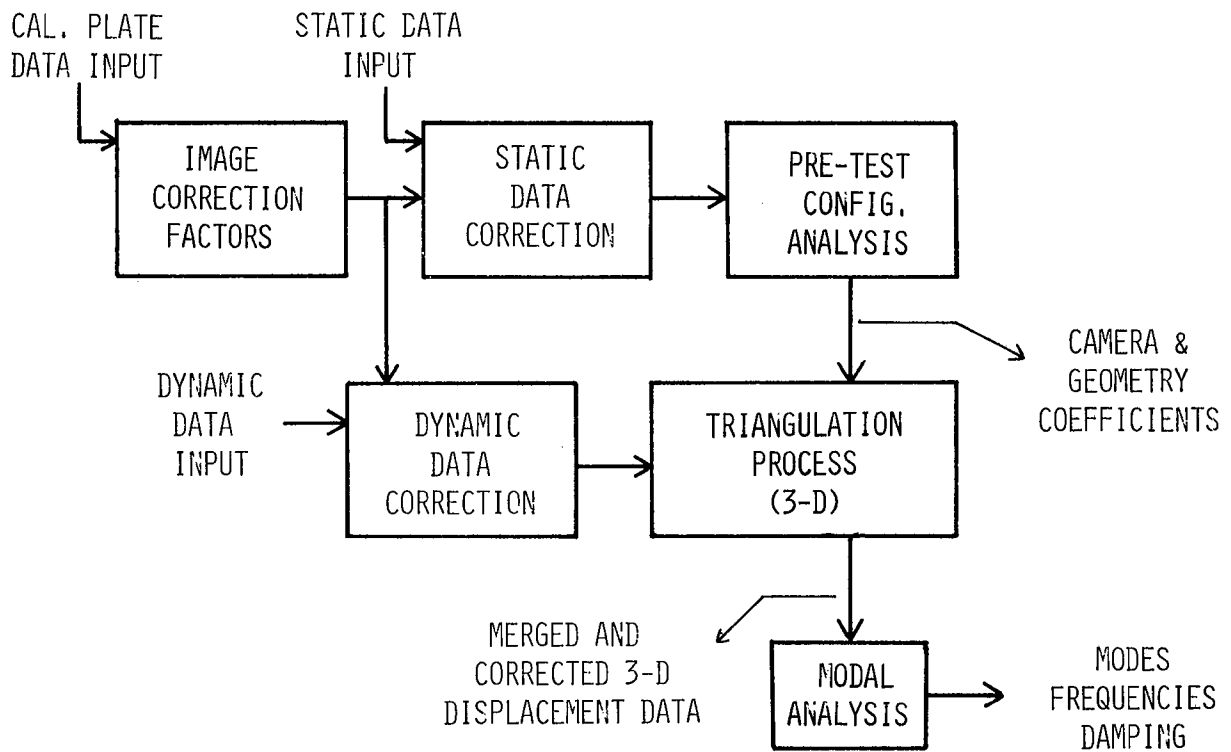 CAL. PLATE
DATA INPUT
STATIC DATA
INPUT
IMAGE
CORRECTION
FACTORS
STATIC
DATA
CORRECTION
PRE-TEST
CONFIG.
ANALYSIS
CAMERA &
GEOMETRY
COEFFICIENTS
DYNAMIC
DATA
INPUT
DYNAMIC
DATA
CORRECTION
TRIANGULATION
PROCESS
(3-D)
MERGED AND
CORRECTED 3-D
DISPLACEMENT DATA
MODAL
ANALYSIS
MODES
FREQUENCIES
DAMPING